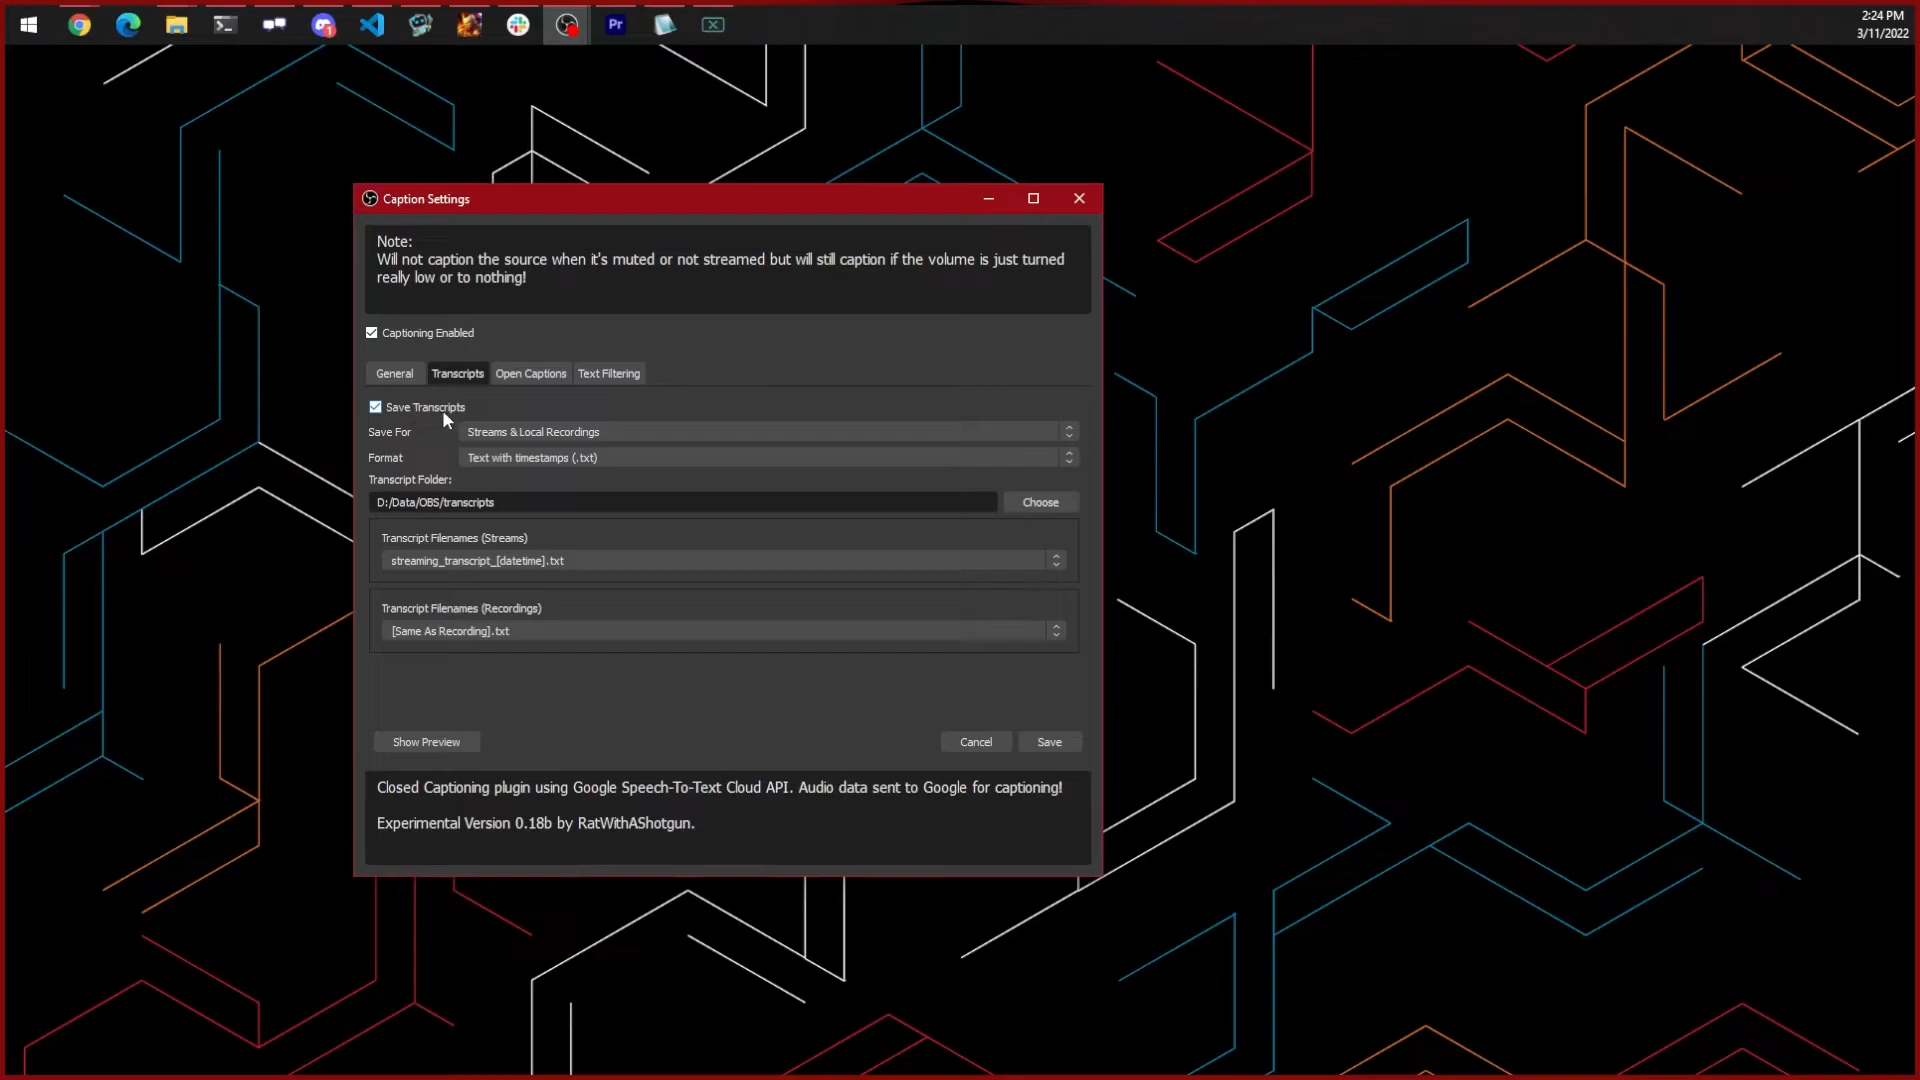 2:24 PM
3/11/2022
1
Pr
Caption Settings
Note:
Will not caption the source when it's muted or not streamed but will still caption if the volume is just turned
really low or to nothing!
Captioning Enabled
General Transcripts Open Captions Text Filtering
Save Transcripts
Save For Streams & Local Recordings
Format Text with timestamps (.txt)
Transcript Folder:
D:/Data/OBS/transcripts Choose
Transcript Filenames (Streams)
streaming_transcript_[datetime].txt
Transcript Filenames (Recordings)
[Same As Recording].txt
Show Preview Cancel Save
Closed Captioning plugin using Google Speech-To-Text Cloud API. Audio data sent to Google for captioning!
Experimental Version 0.18b by RatWithAShotgun.